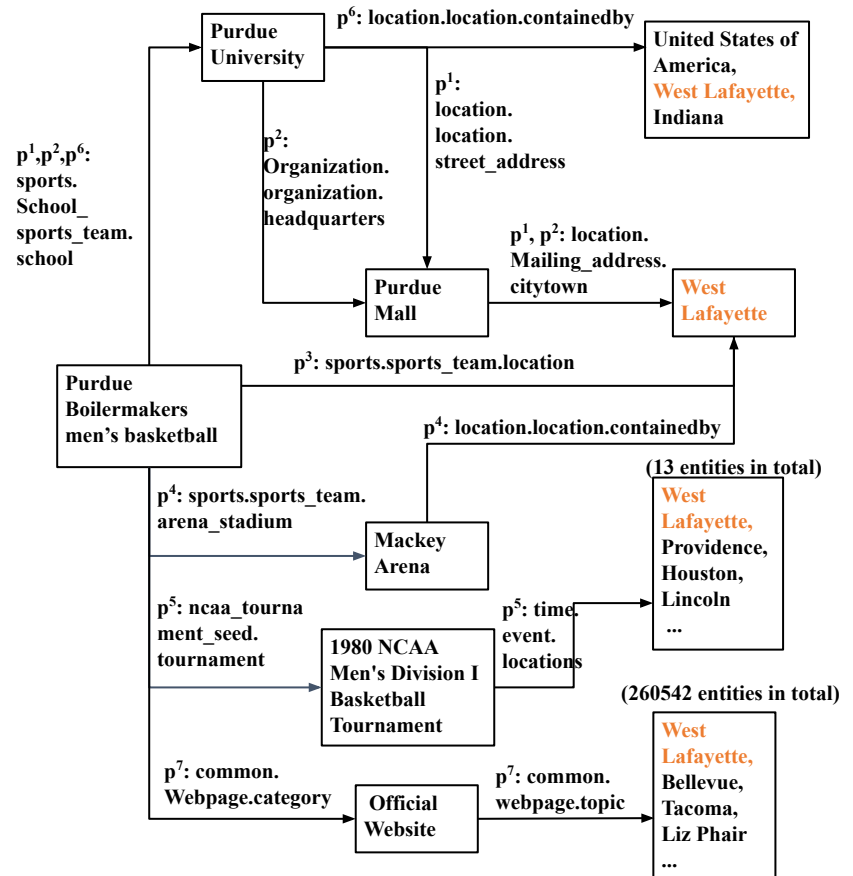 p⁶: location.location.containedby
Purdue
University
United States of
America,
West Lafayette,
Indiana
p¹:
location.
location.
street_address
p²:
Organization.
organization.
headquarters
p¹,p²,p⁶:
sports.
School_
sports_team.
school
p¹, p²: location.
Mailing_address.
citytown
Purdue
Mall
West
Lafayette
p³: sports.sports_team.location
Purdue
Boilermakers
men's basketball
p⁴: location.location.containedby
(13 entities in total)
p⁴: sports.sports_team.
arena_stadium
Mackey
Arena
West
Lafayette,
Providence,
Houston,
Lincoln
...
p⁵: ncaa_tourna
ment_seed.
tournament
p⁵: time.
event.
locations
1980 NCAA
Men's Division I
Basketball
Tournament
(260542 entities in total)
p⁷: common.
Webpage.category
Official
Website
p⁷: common.
webpage.topic
West
Lafayette,
Bellevue,
Tacoma,
Liz Phair
...